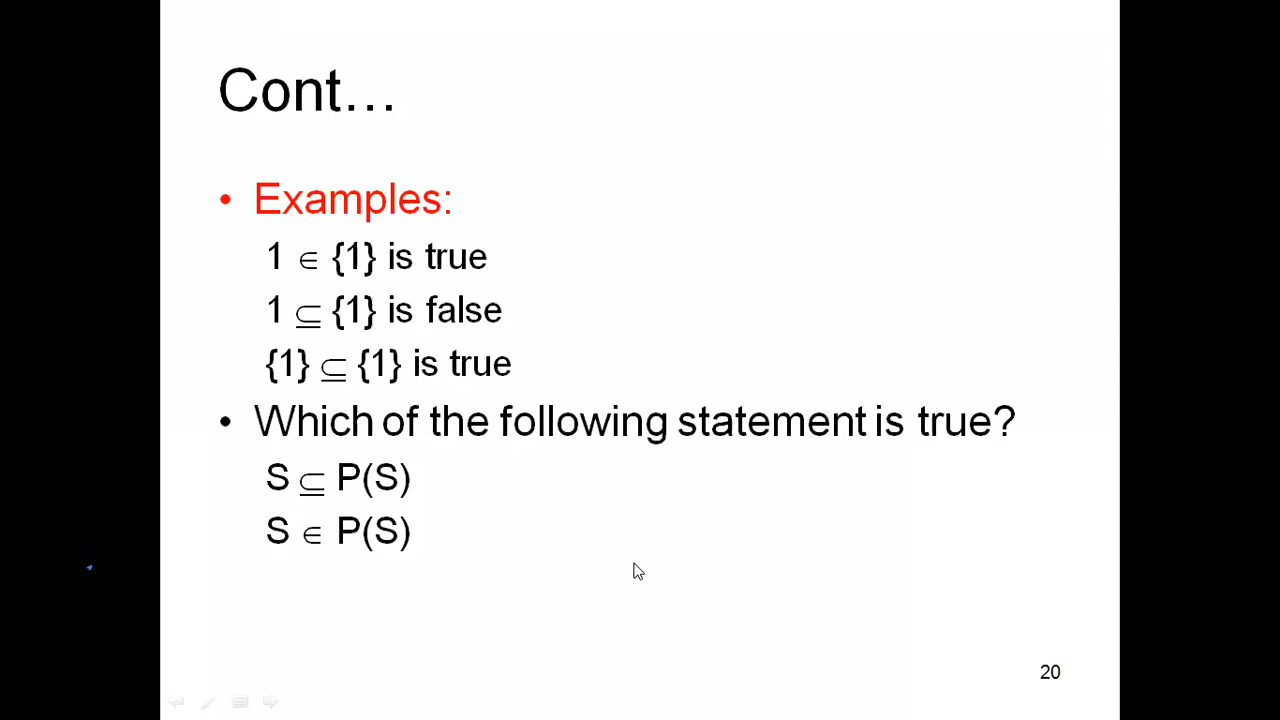 Cont…
• Examples:
1 ∈ {1} is true
1 ⊆ {1} is false
{1} ⊆ {1} is true
• Which of the following statement is true?
S ⊆ P(S)
S ∈ P(S)
20